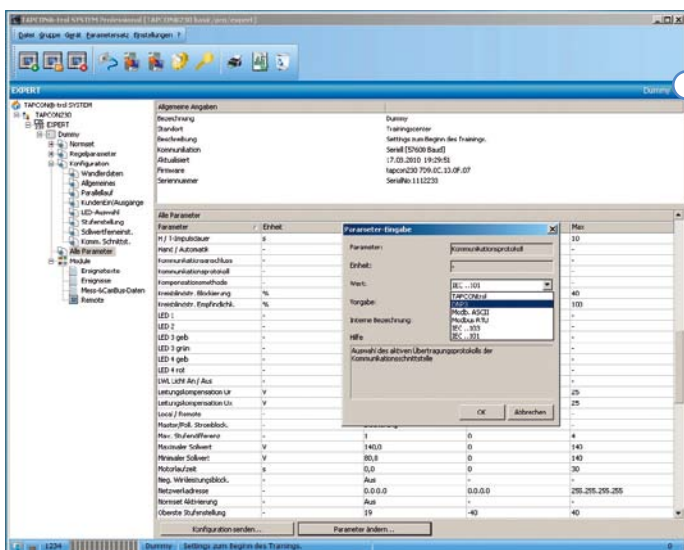 TAPCON®-trol SYSTEM Professional [TAPCON®230 basic/pro/expert]
Datei Gruppe Gerät Parametersatz Einstellungen ?
EXPERT Dummy
TAPCON®-trol SYSTEM
TAPCON230
EXPERT
Dummy
Normset
Regelparameter
Konfiguration
Wandlerdaten
Allgemeines
Parallellauf
KundenEin/Ausgänge
LED-Auswahl
Stufenstellung
Sollwertferneinst.
Komm. Schnittst.
Alle Parameter
Module
Ereignistexte
Ereignisse
Mess-&CanBus-Daten
Remote
Allgemeine Angaben
Bezeichnung Dummy
Standort Trainingscenter
Beschreibung Settings zum Beginn des Trainings.
Kommunikation Seriell [57600 Baud]
Aktualisiert 17.03.2010 19:29:51
Firmware
Seriennummer SerialNo 1112233
Alle Parameter
Parameter / Einheit Max
H / T-Impulsdauer s 10
Hand / Automatik - -
Kommunikationsanschluss - -
Kommunikationsprotokoll - -
Kompensationsmethode - -
Kreisblindstr. Blockierung % 40
Kreisblindstr. Empfindlichk. % 100
LED 1 - -
LED 2 - -
LED 3 gelb - -
LED 3 grün - -
LED 4 gelb - -
LED 4 rot - -
LWL Licht An / Aus - -
Leitungskompensation Ur V 25
Leitungskompensation Ux V 25
Local / Remote - -
Master/Foll. Stromblock. -
Max. Stufendifferenz - 1 0 4
Maximaler Sollwert V 140,0 0 140
Minimaler Sollwert V 80,8 0 140
Motorlaufzeit s 0,0 0 30
Neg. Wirkleistungsblock. - Aus - -
Netzwerkadresse - 0.0.0.0 0.0.0.0 255.255.255.255
Normset Aktivierung - Aus - -
Oberste Stufenstellung - 19 -40 40
Parameter-Eingabe
Parameter: Kommunikationsprotokoll
Einheit: -
Wert: IEC ..101
TAPCONtrol
DNP3
Modb. ASCII
Modbus RTU
IEC ..103
IEC ..101
Vorgabe:
Interne Bezeichnung:
Hilfe
Auswahl des aktiven Übertragungsprotokolls der
Kommunikationsschnittstelle
OK Abbrechen
Konfiguration senden... Parameter ändern ...
1234 Dummy Settings zum Beginn des Trainings. 0